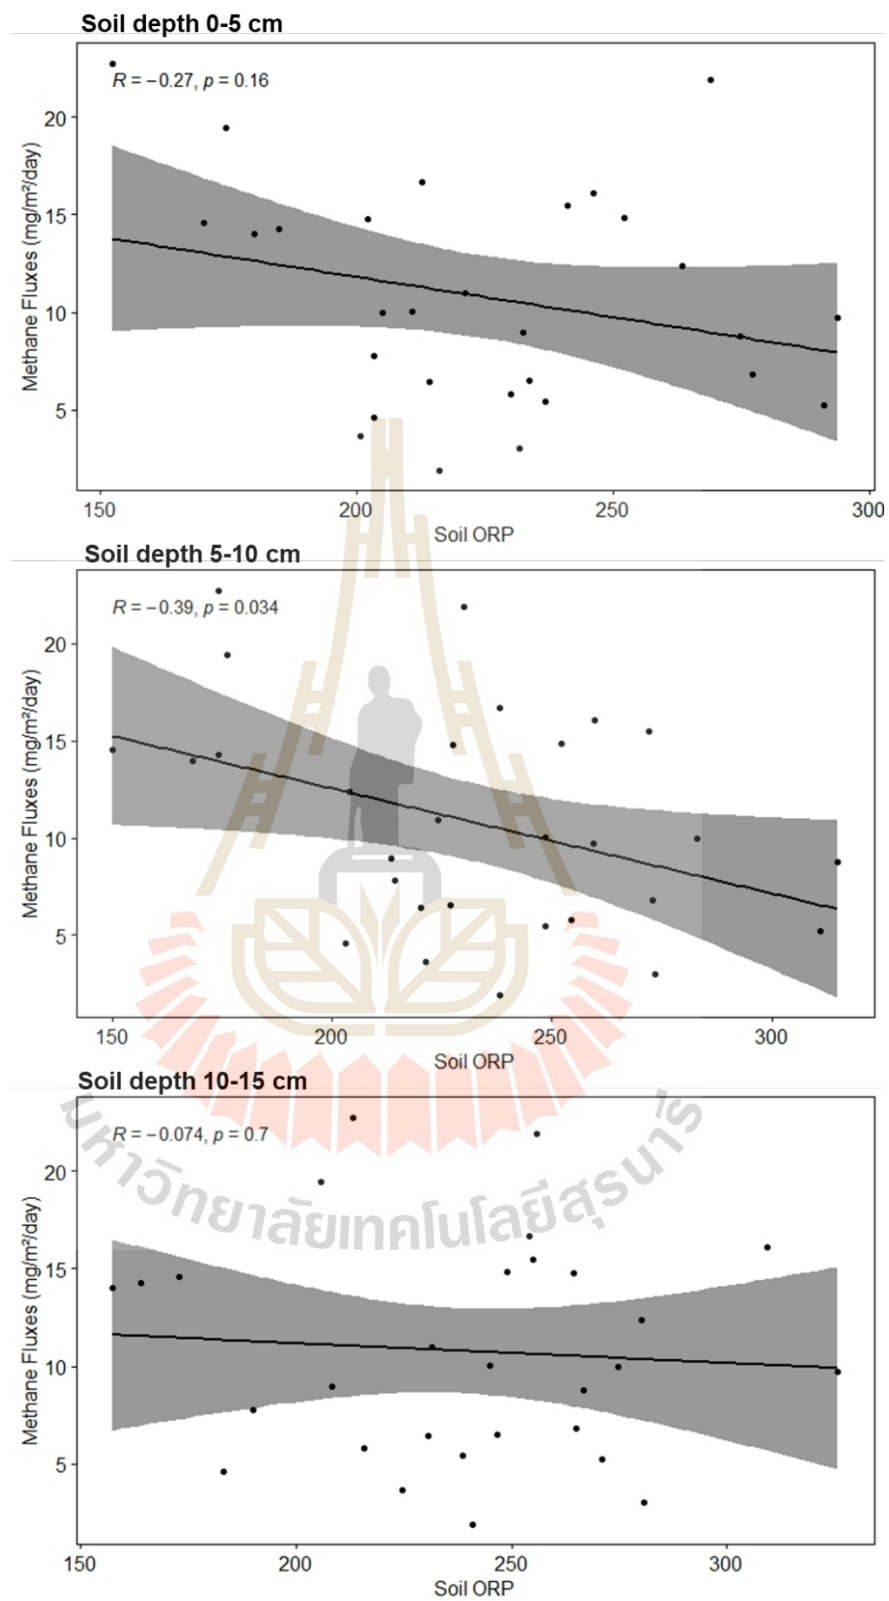 Soil depth 0-5 cm
R = −0.27, p = 0.16
Methane Fluxes (mg/m²/day)
20
15
10
5
150 200 250 300
Soil ORP
Soil depth 5-10 cm
R = −0.39, p = 0.034
Methane Fluxes (mg/m²/day)
20
15
10
5
150 200 250 300
Soil ORP
Soil depth 10-15 cm
R = −0.074, p = 0.7
มหาวิทยาลัยเทคโนโลยีสุรนารี
Methane Fluxes (mg/m²/day)
20
15
10
5
150 200 250 300
Soil ORP